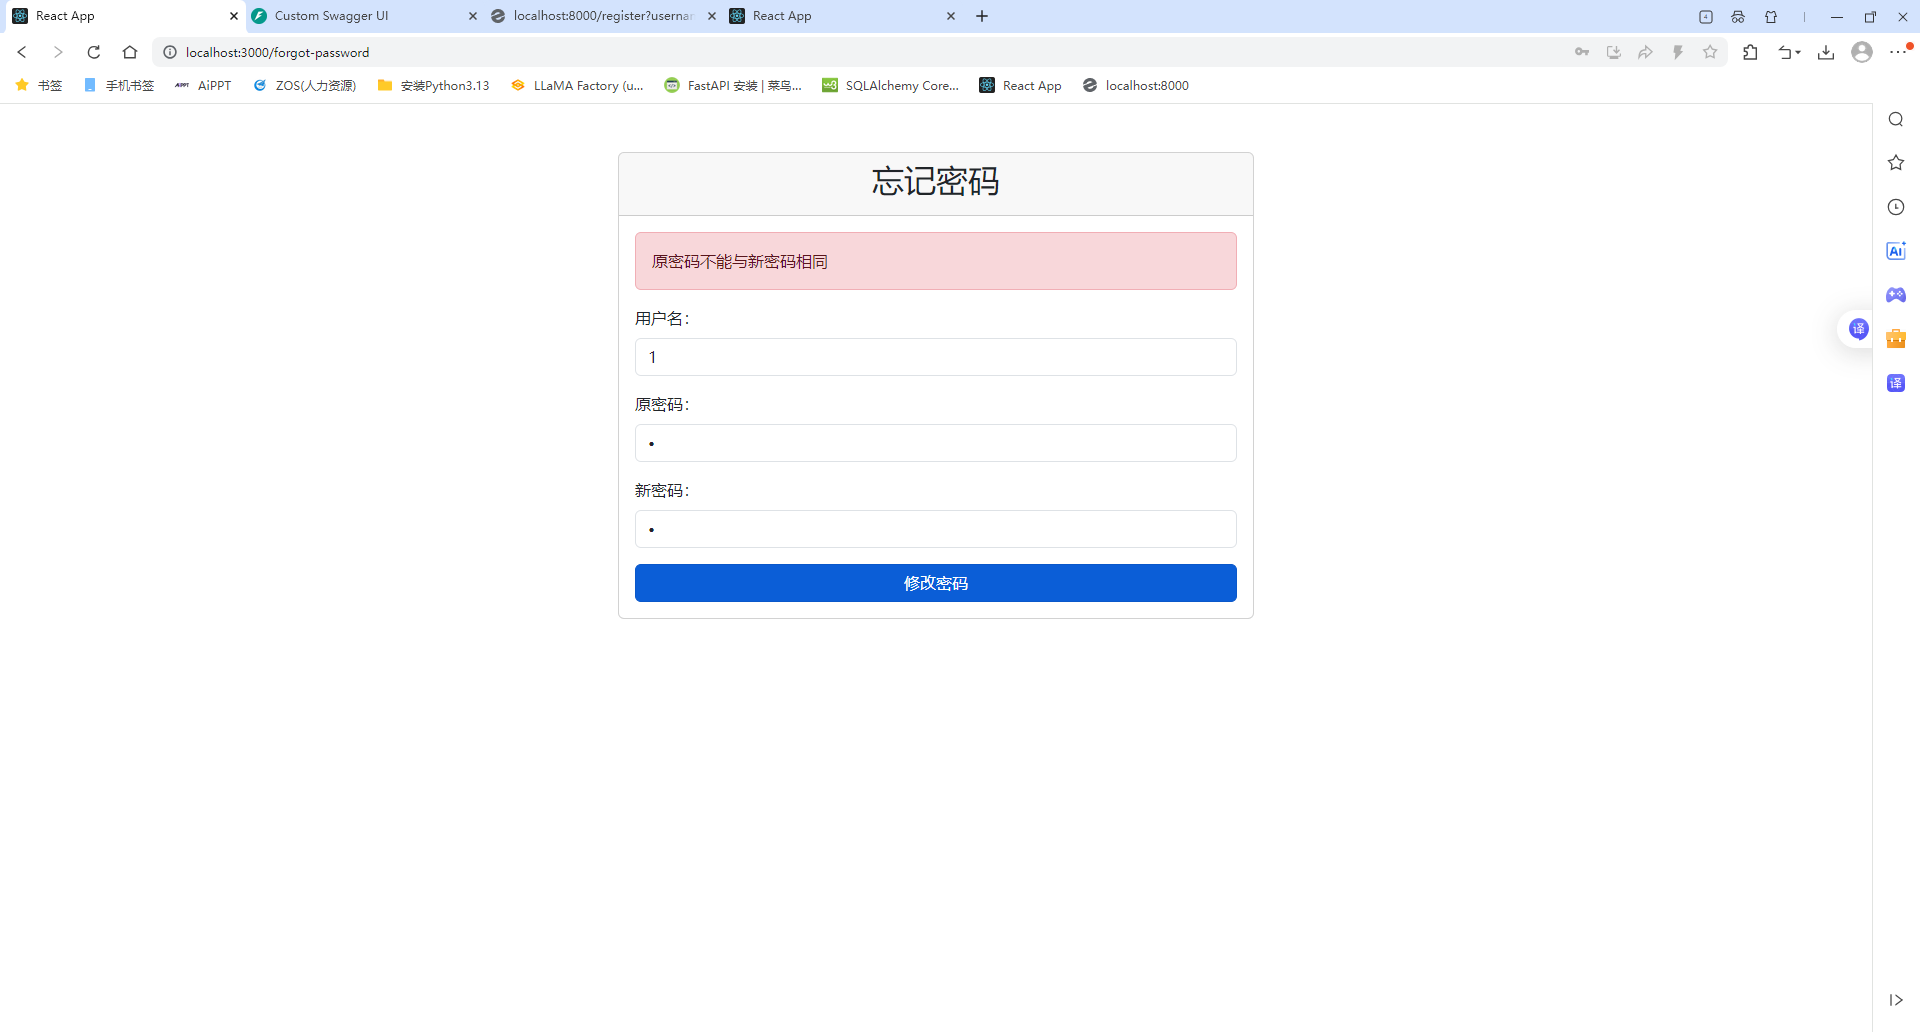 React App
Custom Swagger UI
localhost:8000/register?userna
React App
localhost:3000/forgot-password
书签
手机书签
AiPPT
ZOS(人力资源)
安装Python3.13
LLaMA Factory (u...
FastAPI 安装 | 菜鸟...
SQLAlchemy Core...
React App
localhost:8000
忘记密码
原密码不能与新密码相同
用户名：
1
原密码：
新密码：
修改密码
AI
译
译